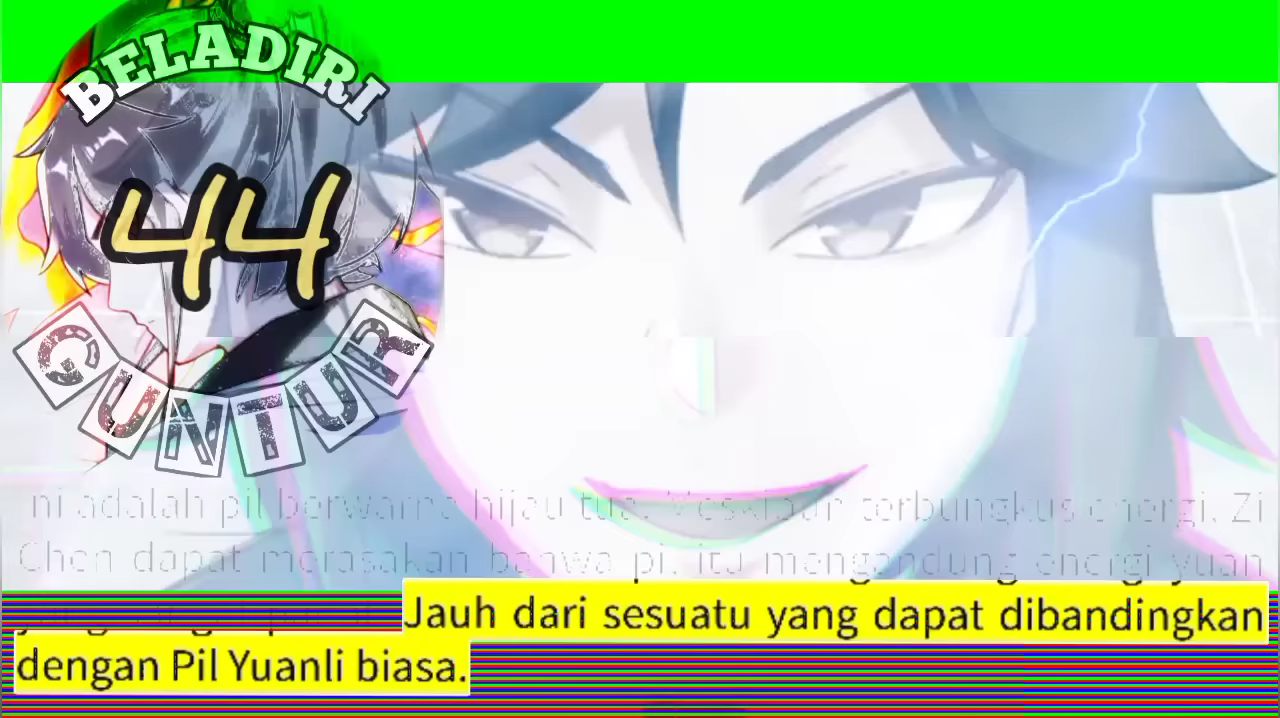 BELADIRI
44
GUNTUR
ni adalah pil berwarna hijau tua. Meskipun terbungkus energi, Zi
Chen dapat merasakan bahwa pil itu mengandung energi yuan
Jauh dari sesuatu yang dapat dibandingkan
dengan Pil Yuanli biasa.